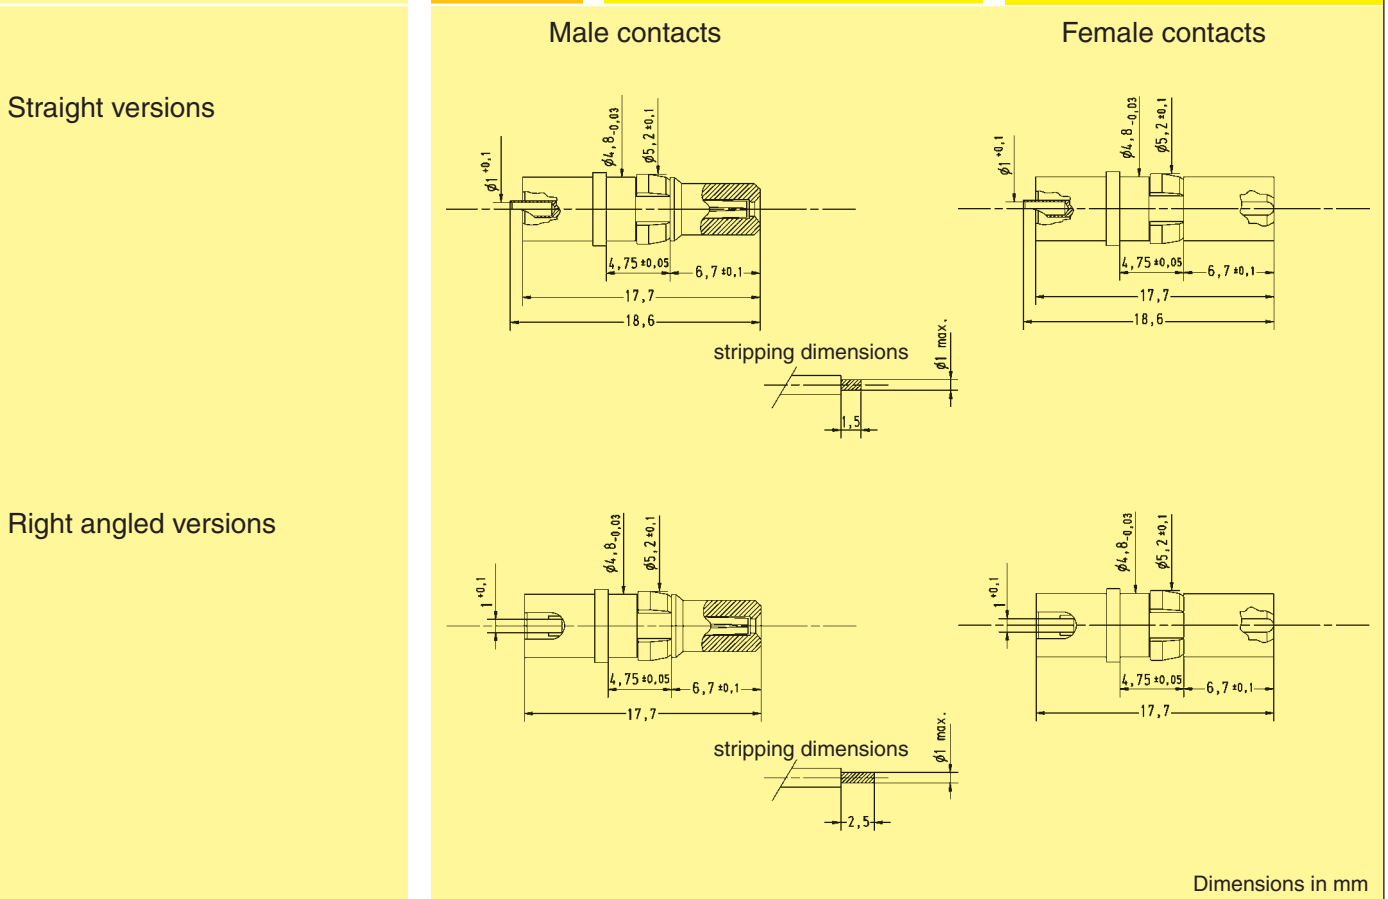 Male contacts
Female contacts
Straight versions
ø1 +0,1
ø4,8 -0,03
ø5,2 ±0,1
4,75 ±0,05
6,7 ±0,1
17,7
18,6
ø1 +0,1
ø4,8 -0,03
ø5,2 ±0,1
4,75 ±0,05
6,7 ±0,1
17,7
18,6
stripping dimensions
ø1 max.
1,5
Right angled versions
1 +0,1
ø4,8 -0,03
ø5,2 ±0,1
4,75 ±0,05
6,7 ±0,1
17,7
1 +0,1
ø4,8 -0,03
ø5,2 ±0,1
4,75 ±0,05
6,7 ±0,1
17,7
stripping dimensions
ø1 max.
2,5
Dimensions in mm